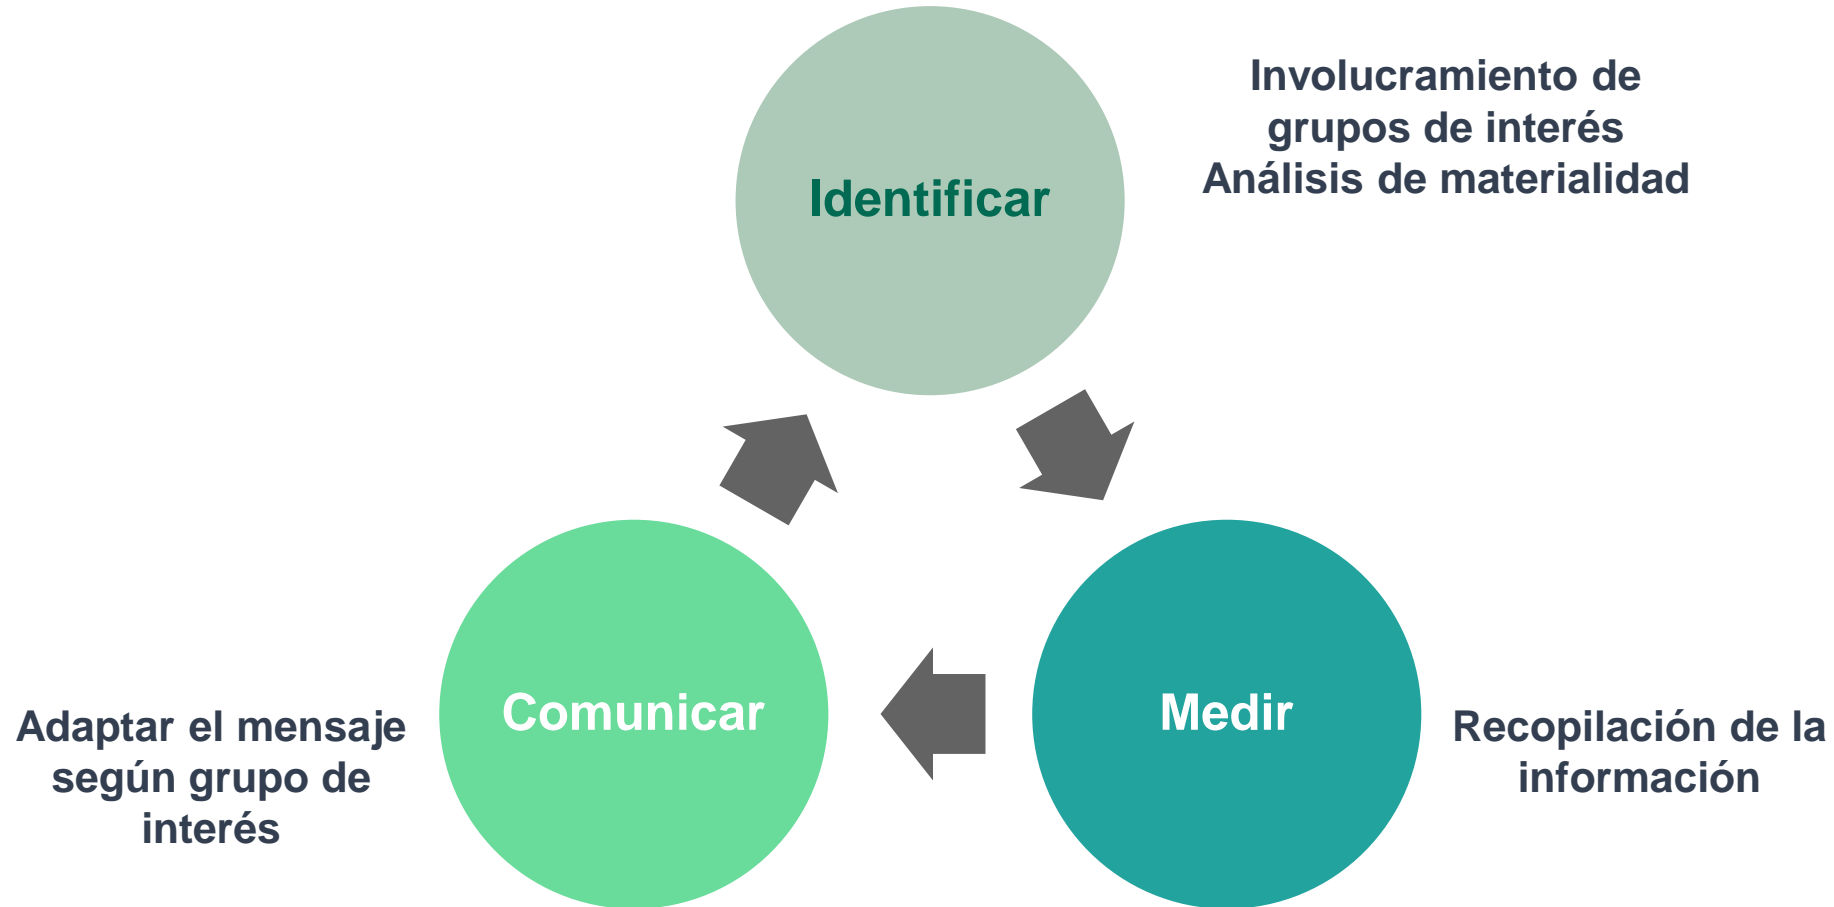 Identificar
Involucramiento de
grupos de interés
Análisis de materialidad
Comunicar
Adaptar el mensaje
según grupo de
interés
Medir
Recopilación de la
información